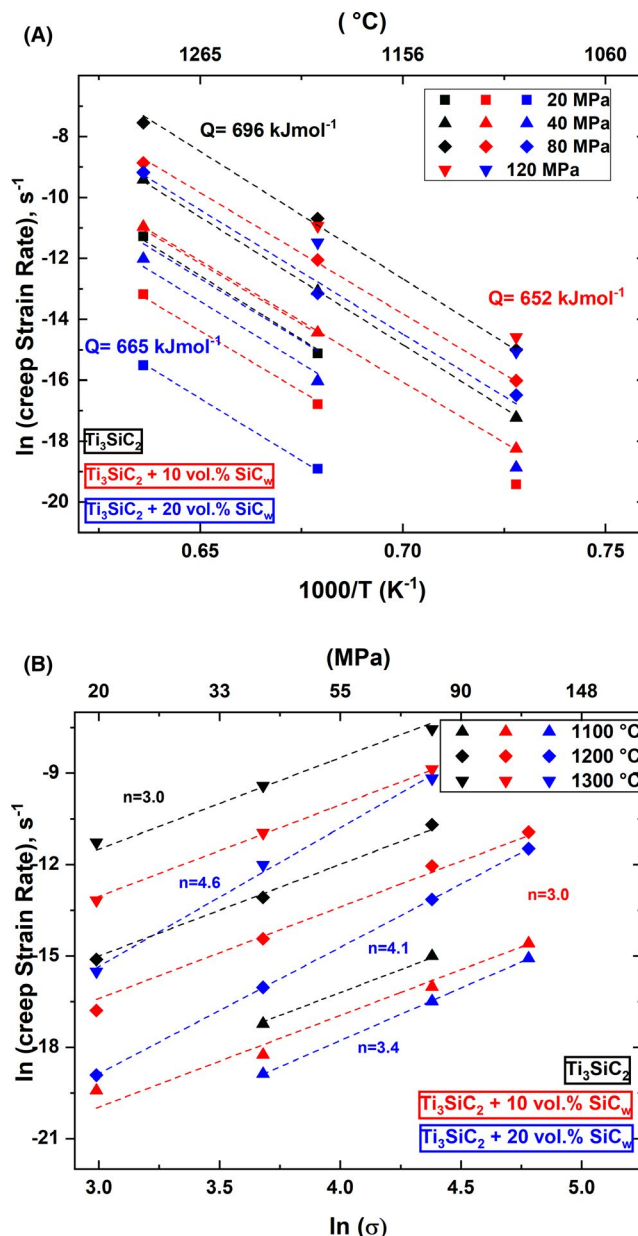 (A)
( °C)
1265 1156 1060
-6
-8
-10
-12
-14
-16
-18
-20
ln (creep Strain Rate), s⁻¹
Q= 696 kJmol⁻¹
20 MPa
40 MPa
80 MPa
120 MPa
Q= 652 kJmol⁻¹
Q= 665 kJmol⁻¹
Ti₃SiC₂
Ti₃SiC₂ + 10 vol.% SiCw
Ti₃SiC₂ + 20 vol.% SiCw
0.65 0.70 0.75
1000/T (K⁻¹)
(B)
(MPa)
20 33 55 90 148
-9
-12
-15
-18
-21
ln (creep Strain Rate), s⁻¹
1100 °C
1200 °C
1300 °C
n=3.0
n=4.6
n=3.0
n=4.1
n=3.4
Ti₃SiC₂
Ti₃SiC₂ + 10 vol.% SiCw
Ti₃SiC₂ + 20 vol.% SiCw
3.0 3.5 4.0 4.5 5.0
ln (σ)